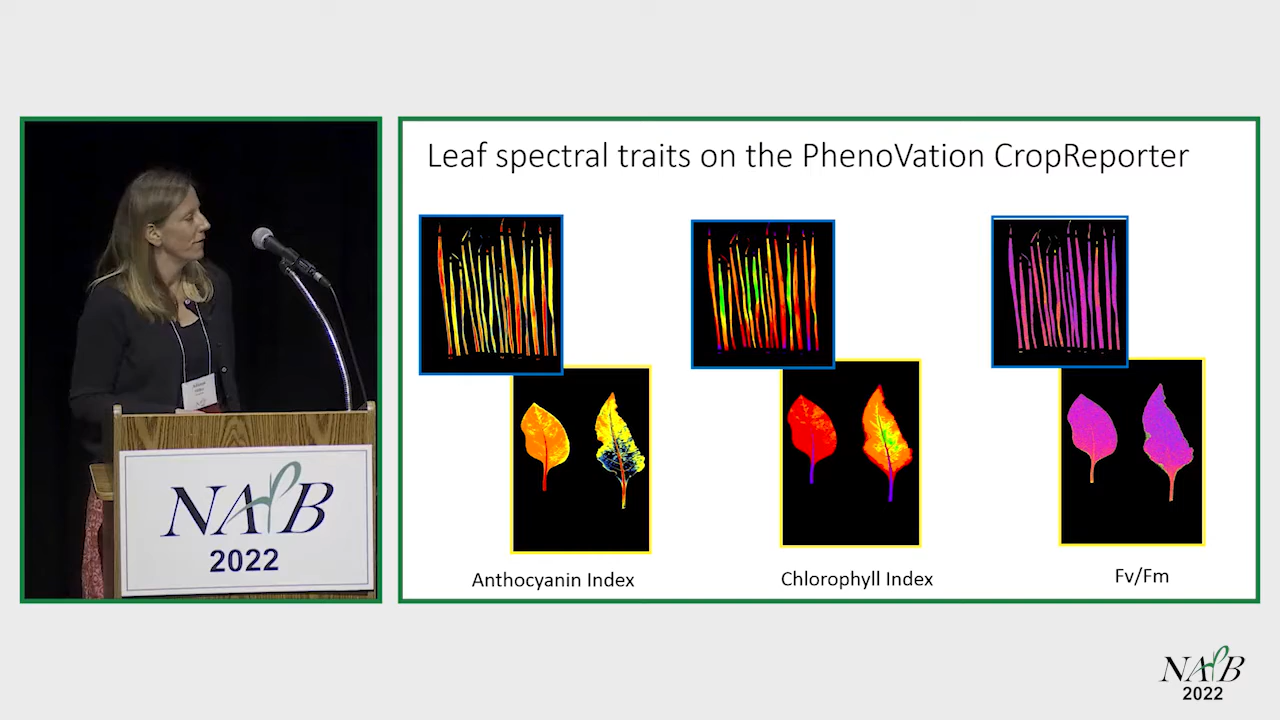 Leaf spectral traits on the PhenoVation CropReporter
Anthocyanin Index
Chlorophyll Index
Fv/Fm
NAPB
2022
NAPB
2022